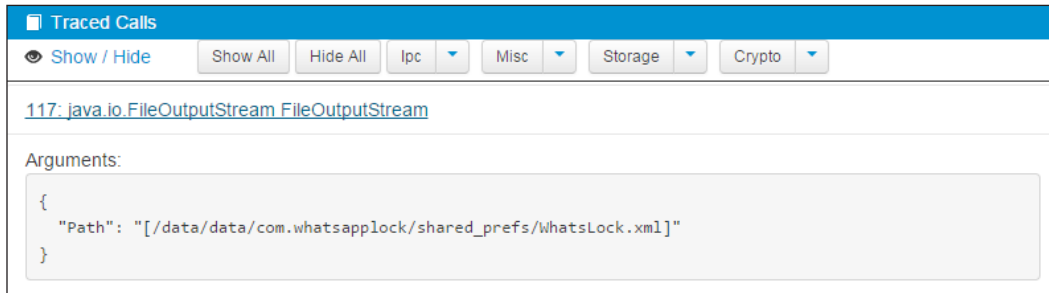 Traced Calls
Show / Hide Show All Hide All Ipc Misc Storage Crypto
117: java.io.FileOutputStream FileOutputStream
Arguments:
{
"Path": "[/data/data/com.whatsapplock/shared_prefs/WhatsLock.xml]"
}